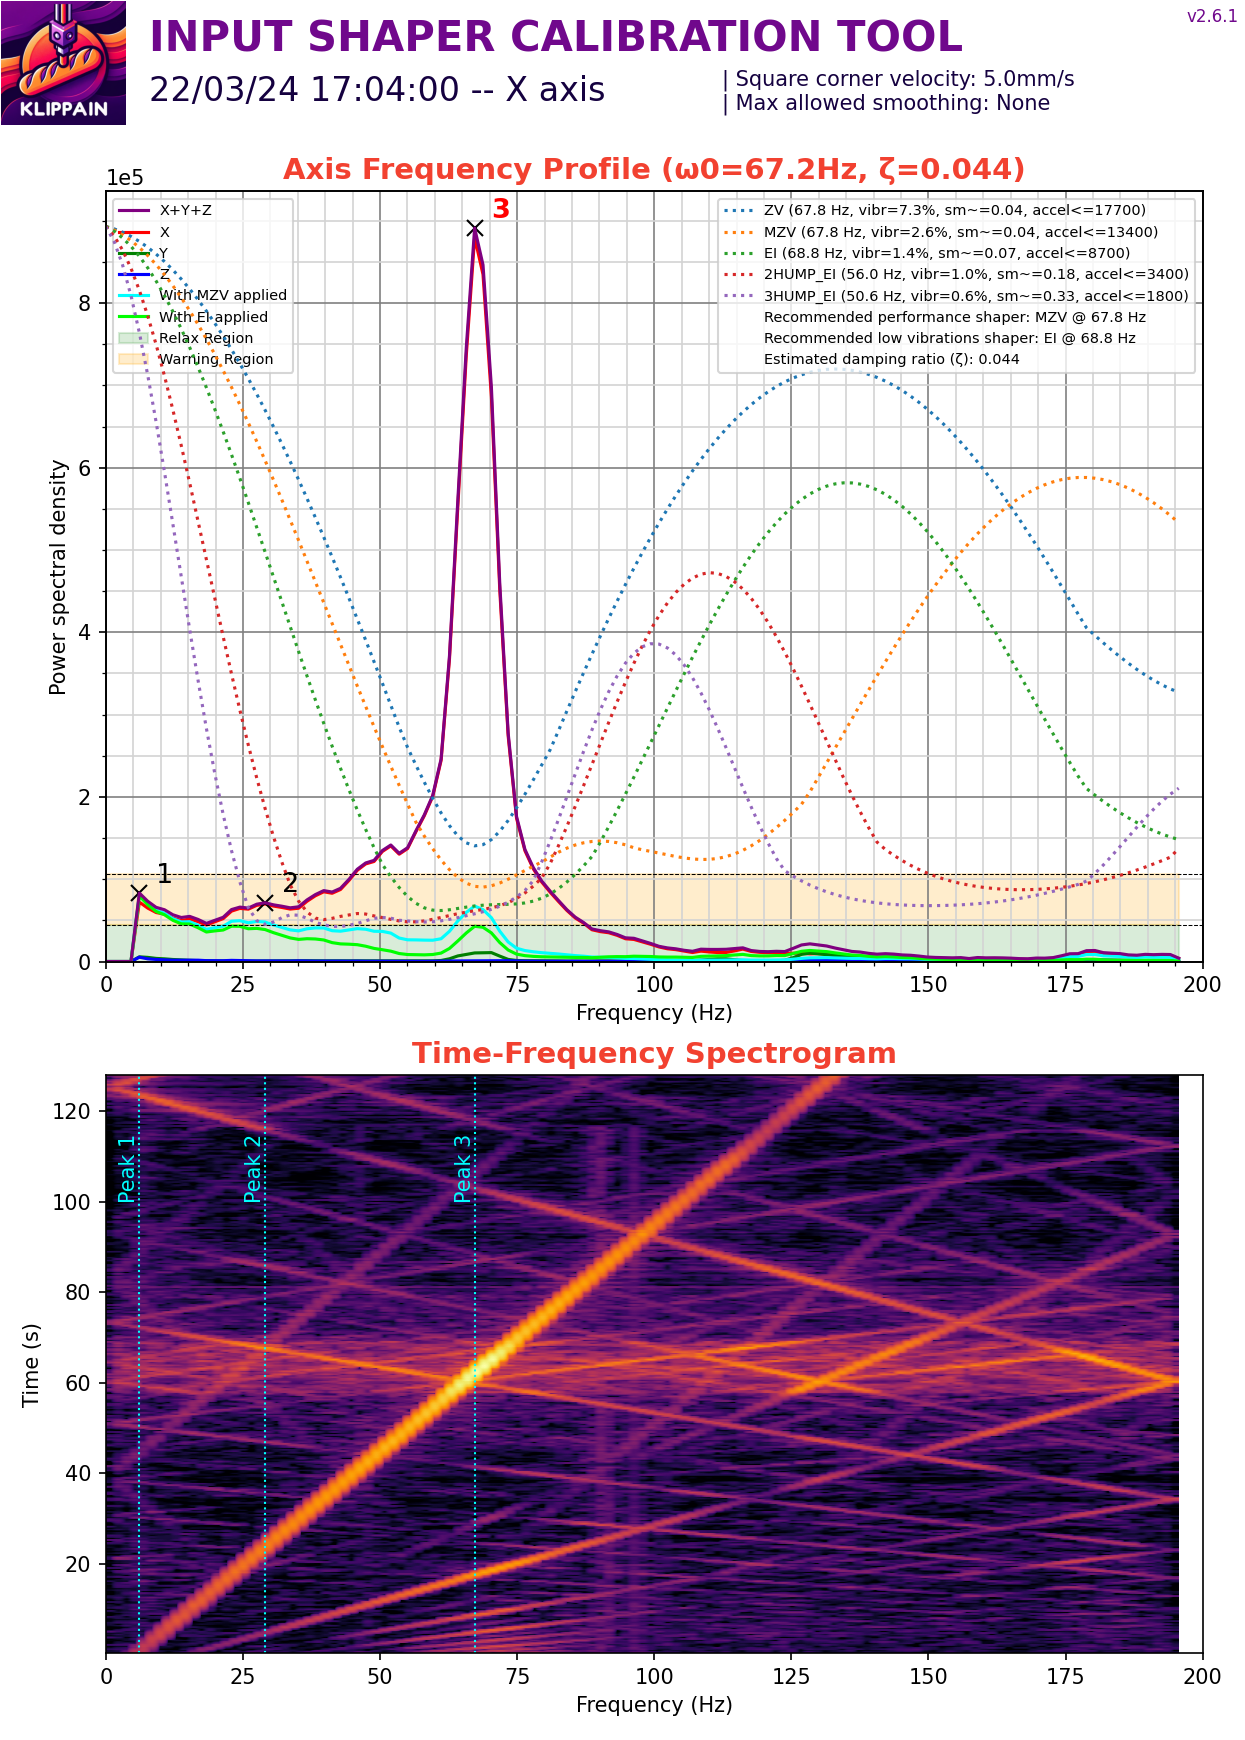 INPUT SHAPER CALIBRATION TOOL
v2.6.1
KLIPPAIN
22/03/24 17:04:00 -- X axis
| Square corner velocity: 5.0mm/s
| Max allowed smoothing: None
Axis Frequency Profile (ω0=67.2Hz, ζ=0.044)
1e5
X+Y+Z
X
Y
Z
With MZV applied
With EI applied
Relax Region
Warning Region
3
ZV (67.8 Hz, vibr=7.3%, sm~=0.04, accel<=17700)
MZV (67.8 Hz, vibr=2.6%, sm~=0.04, accel<=13400)
EI (68.8 Hz, vibr=1.4%, sm~=0.07, accel<=8700)
2HUMP_EI (56.0 Hz, vibr=1.0%, sm~=0.18, accel<=3400)
3HUMP_EI (50.6 Hz, vibr=0.6%, sm~=0.33, accel<=1800)
Recommended performance shaper: MZV @ 67.8 Hz
Recommended low vibrations shaper: EI @ 68.8 Hz
Estimated damping ratio (ζ): 0.044
8
6
4
2
0
Power spectral density
1
2
0 25 50 75 100 125 150 175 200
Frequency (Hz)
Time-Frequency Spectrogram
120
100
80
60
40
20
Time (s)
Peak 1
Peak 2
Peak 3
0 25 50 75 100 125 150 175 200
Frequency (Hz)